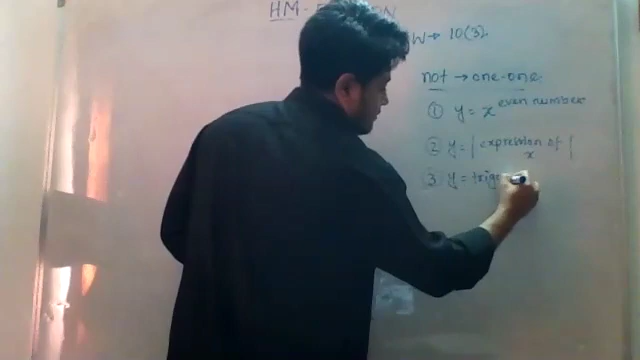 HM-
W→ 10(3).
not → one-one.
① y = x^even number
② y = | expression of x |
③ y = trig